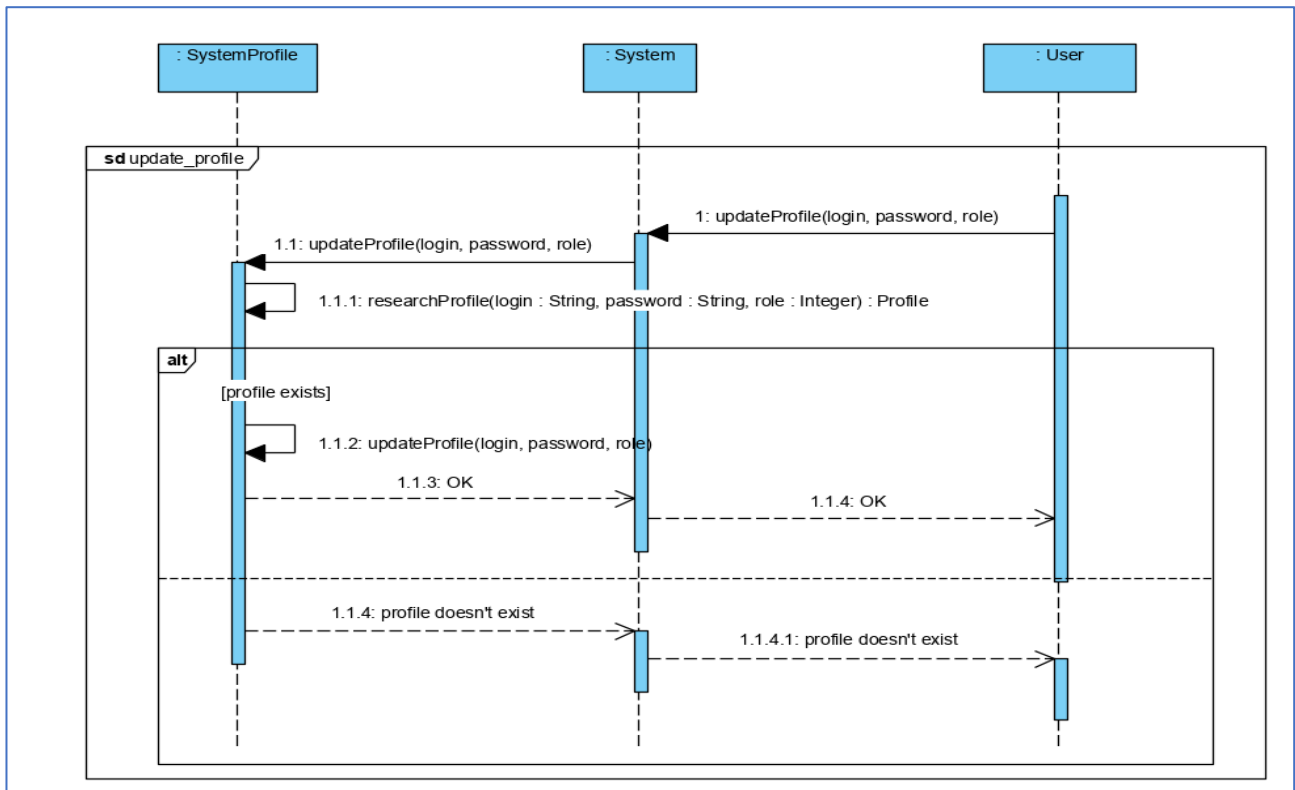 : SystemProfile
: System
: User
sd update_profile
1: updateProfile(login, password, role)
1.1: updateProfile(login, password, role)
1.1.1: researchProfile(login : String, password : String, role : Integer) : Profile
alt
[profile exists]
1.1.2: updateProfile(login, password, role)
1.1.3: OK
1.1.4: OK
1.1.4: profile doesn't exist
1.1.4.1: profile doesn't exist